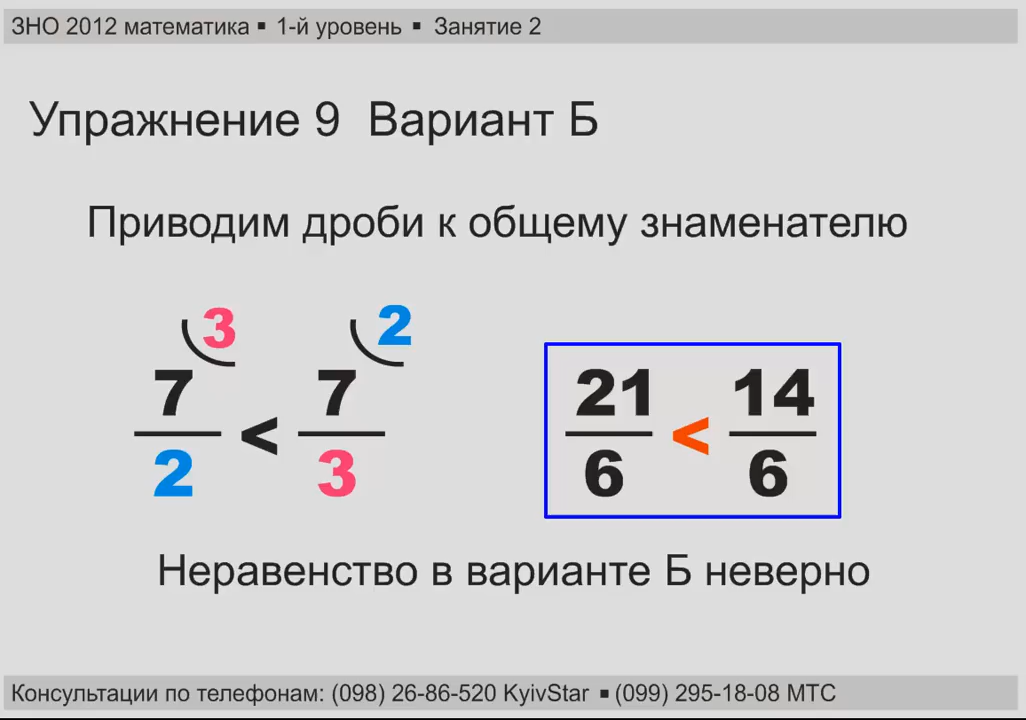 ЗНО 2012 математика ▪ 1-й уровень ▪ Занятие 2
Упражнение 9 Вариант Б
Приводим дроби к общему знаменателю
3 2
7 < 7 21 < 14
2 3 6 6
Неравенство в варианте Б неверно
Консультации по телефонам: (098) 26-86-520 KyivStar ▪ (099) 295-18-08 МТС